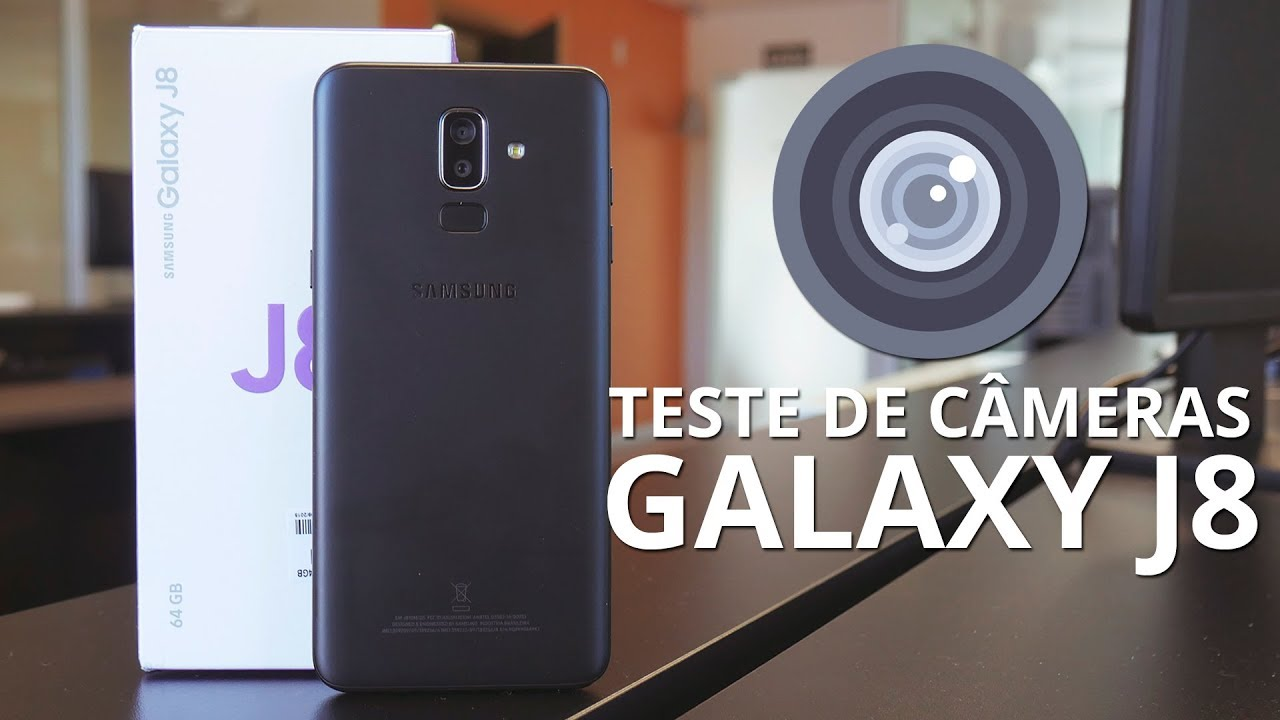 SAMSUNG Galaxy J8
J8
64 GB
SAMSUNG
TESTE DE CÂMERAS
GALAXY J8